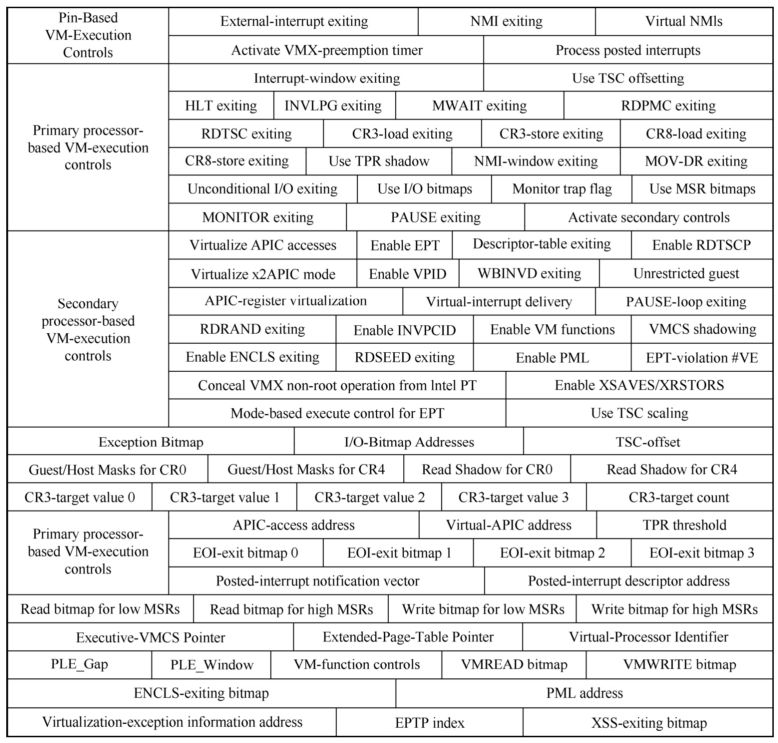 Pin-Based
VM-Execution
Controls
External-interrupt exiting NMI exiting Virtual NMIs
Activate VMX-preemption timer Process posted interrupts
Primary processor-
based VM-execution
controls
Interrupt-window exiting Use TSC offsetting
HLT exiting INVLPG exiting MWAIT exiting RDPMC exiting
RDTSC exiting CR3-load exiting CR3-store exiting CR8-load exiting
CR8-store exiting Use TPR shadow NMI-window exiting MOV-DR exiting
Unconditional I/O exiting Use I/O bitmaps Monitor trap flag Use MSR bitmaps
MONITOR exiting PAUSE exiting Activate secondary controls
Secondary
processor-based
VM-execution
controls
Virtualize APIC accesses Enable EPT Descriptor-table exiting Enable RDTSCP
Virtualize x2APIC mode Enable VPID WBINVD exiting Unrestricted guest
APIC-register virtualization Virtual-interrupt delivery PAUSE-loop exiting
RDRAND exiting Enable INVPCID Enable VM functions VMCS shadowing
Enable ENCLS exiting RDSEED exiting Enable PML EPT-violation #VE
Conceal VMX non-root operation from Intel PT Enable XSAVES/XRSTORS
Mode-based execute control for EPT Use TSC scaling
Exception Bitmap I/O-Bitmap Addresses TSC-offset
Guest/Host Masks for CR0 Guest/Host Masks for CR4 Read Shadow for CR0 Read Shadow for CR4
CR3-target value 0 CR3-target value 1 CR3-target value 2 CR3-target value 3 CR3-target count
Primary processor-
based VM-execution
controls
APIC-access address Virtual-APIC address TPR threshold
EOI-exit bitmap 0 EOI-exit bitmap 1 EOI-exit bitmap 2 EOI-exit bitmap 3
Posted-interrupt notification vector Posted-interrupt descriptor address
Read bitmap for low MSRs Read bitmap for high MSRs Write bitmap for low MSRs Write bitmap for high MSRs
Executive-VMCS Pointer Extended-Page-Table Pointer Virtual-Processor Identifier
PLE_Gap PLE_Window VM-function controls VMREAD bitmap VMWRITE bitmap
ENCLS-exiting bitmap PML address
Virtualization-exception information address EPTP index XSS-exiting bitmap